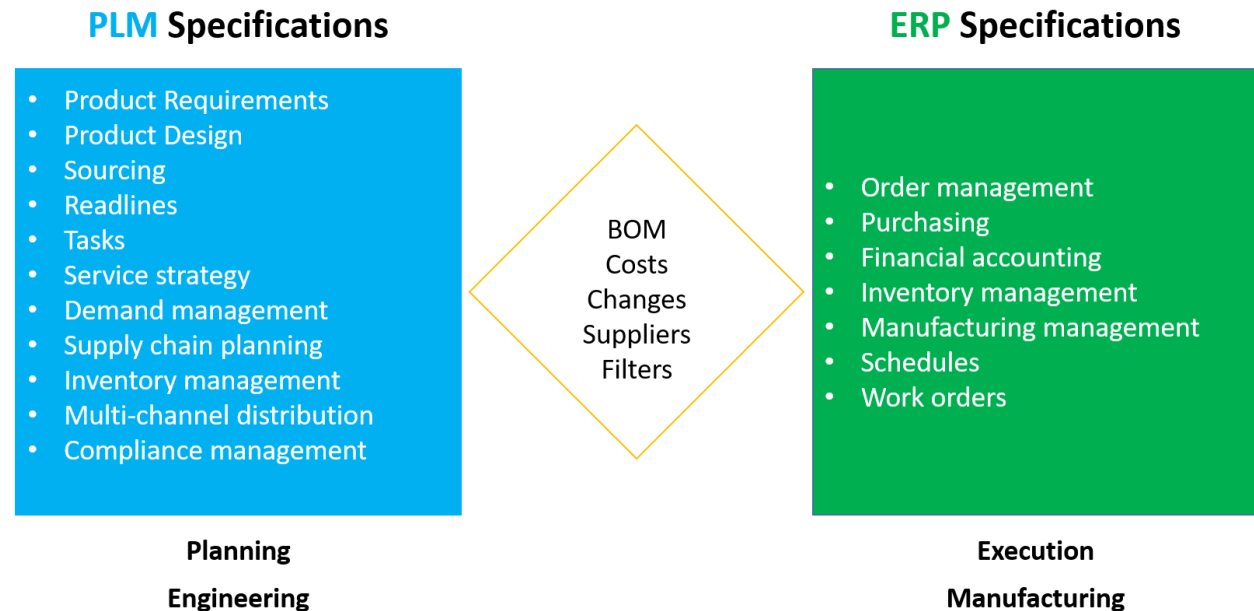 PLM Specifications
• Product Requirements
• Product Design
• Sourcing
• Readlines
• Tasks
• Service strategy
• Demand management
• Supply chain planning
• Inventory management
• Multi-channel distribution
• Compliance management
Planning
Engineering
BOM
Costs
Changes
Suppliers
Filters
ERP Specifications
• Order management
• Purchasing
• Financial accounting
• Inventory management
• Manufacturing management
• Schedules
• Work orders
Execution
Manufacturing